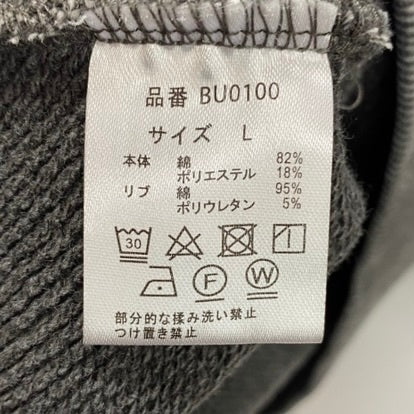 品番 BU0100
サイズ L
本体 綿 82%
ポリエステル 18%
リブ 綿 95%
ポリウレタン 5%
30
F W
部分的な揉み洗い禁止
つけ置き禁止